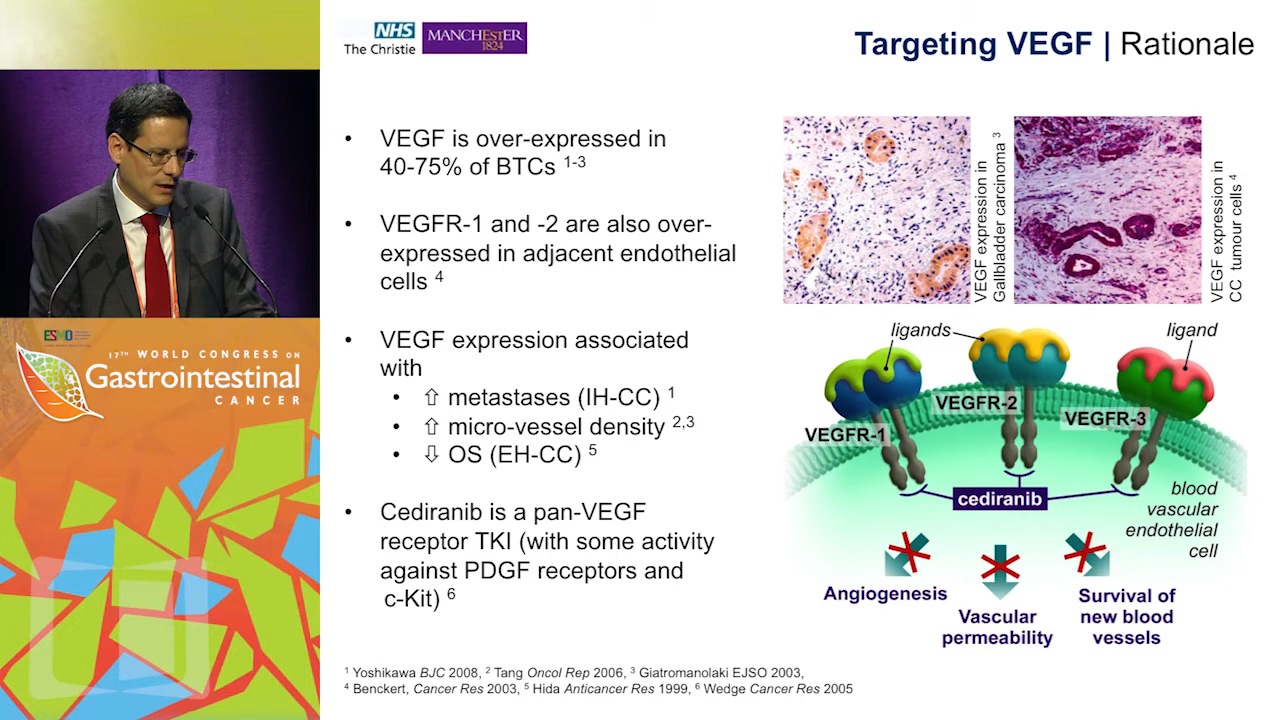 NHS
The Christie
MANCHESTER
1824
Targeting VEGF | Rationale
• VEGF is over-expressed in
40-75% of BTCs 1-3
• VEGFR-1 and -2 are also over-
expressed in adjacent endothelial
cells 4
• VEGF expression associated
with
• ⇧ metastases (IH-CC) 1
• ⇧ micro-vessel density 2,3
• ⇩ OS (EH-CC) 5
• Cediranib is a pan-VEGF
receptor TKI (with some activity
against PDGF receptors and
c-Kit) 6
VEGF expression in
Gallbladder carcinoma 3
VEGF expression in
CC tumour cells 4
ligands
ligand
VEGFR-1
VEGFR-2
VEGFR-3
cediranib
blood
vascular
endothelial
cell
Angiogenesis
Vascular
permeability
Survival of
new blood
vessels
1 Yoshikawa BJC 2008, 2 Tang Oncol Rep 2006, 3 Giatromanolaki EJSO 2003,
4 Benckert, Cancer Res 2003, 5 Hida Anticancer Res 1999, 6 Wedge Cancer Res 2005
ESMO
17TH WORLD CONGRESS ON
Gastrointestinal
CANCER